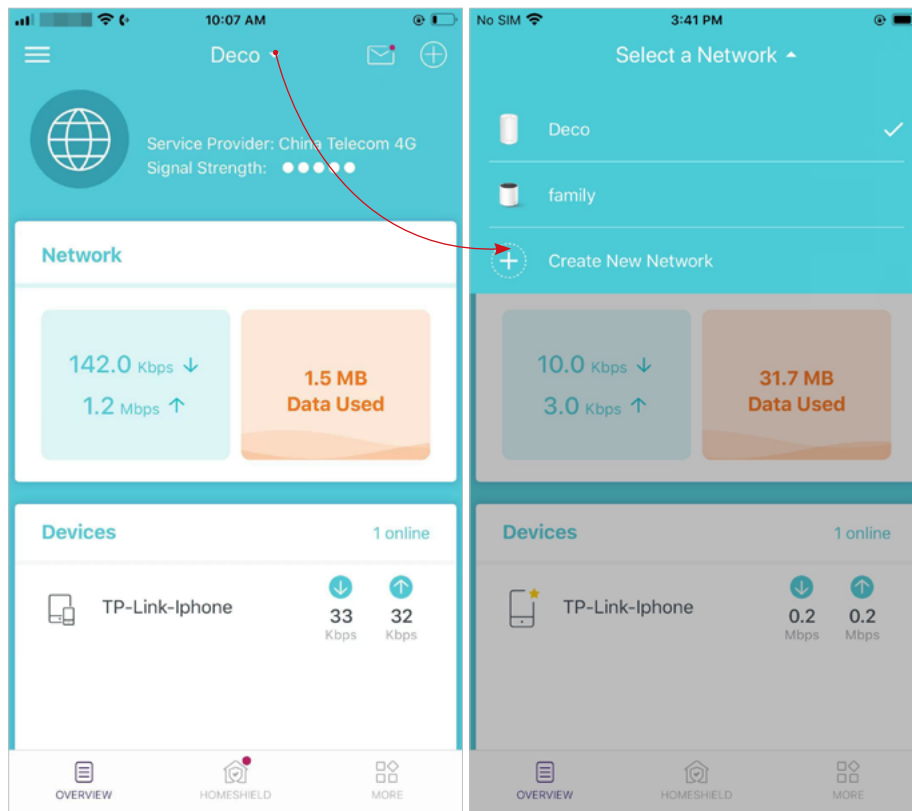 10:07 AM
Deco
Service Provider: China Telecom 4G
Signal Strength:
Network
142.0 Kbps ↓
1.2 Mbps ↑
1.5 MB
Data Used
Devices
1 online
TP-Link-Iphone
33
Kbps
32
Kbps
OVERVIEW
HOMESHIELD
MORE
No SIM
3:41 PM
Select a Network
Deco
family
Create New Network
10.0 Kbps ↓
3.0 Kbps ↑
31.7 MB
Data Used
Devices
1 online
TP-Link-Iphone
0.2
Mbps
0.2
Mbps
OVERVIEW
HOMESHIELD
MORE